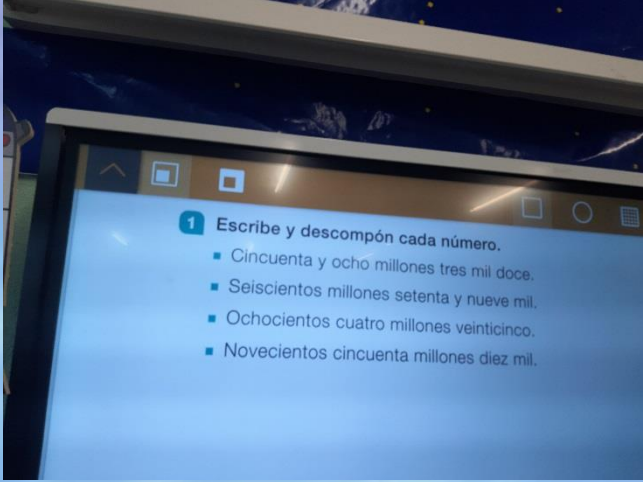 1 Escribe y descompón cada número.
▪ Cincuenta y ocho millones tres mil doce.
▪ Seiscientos millones setenta y nueve mil.
▪ Ochocientos cuatro millones veinticinco.
▪ Novecientos cincuenta millones diez mil.